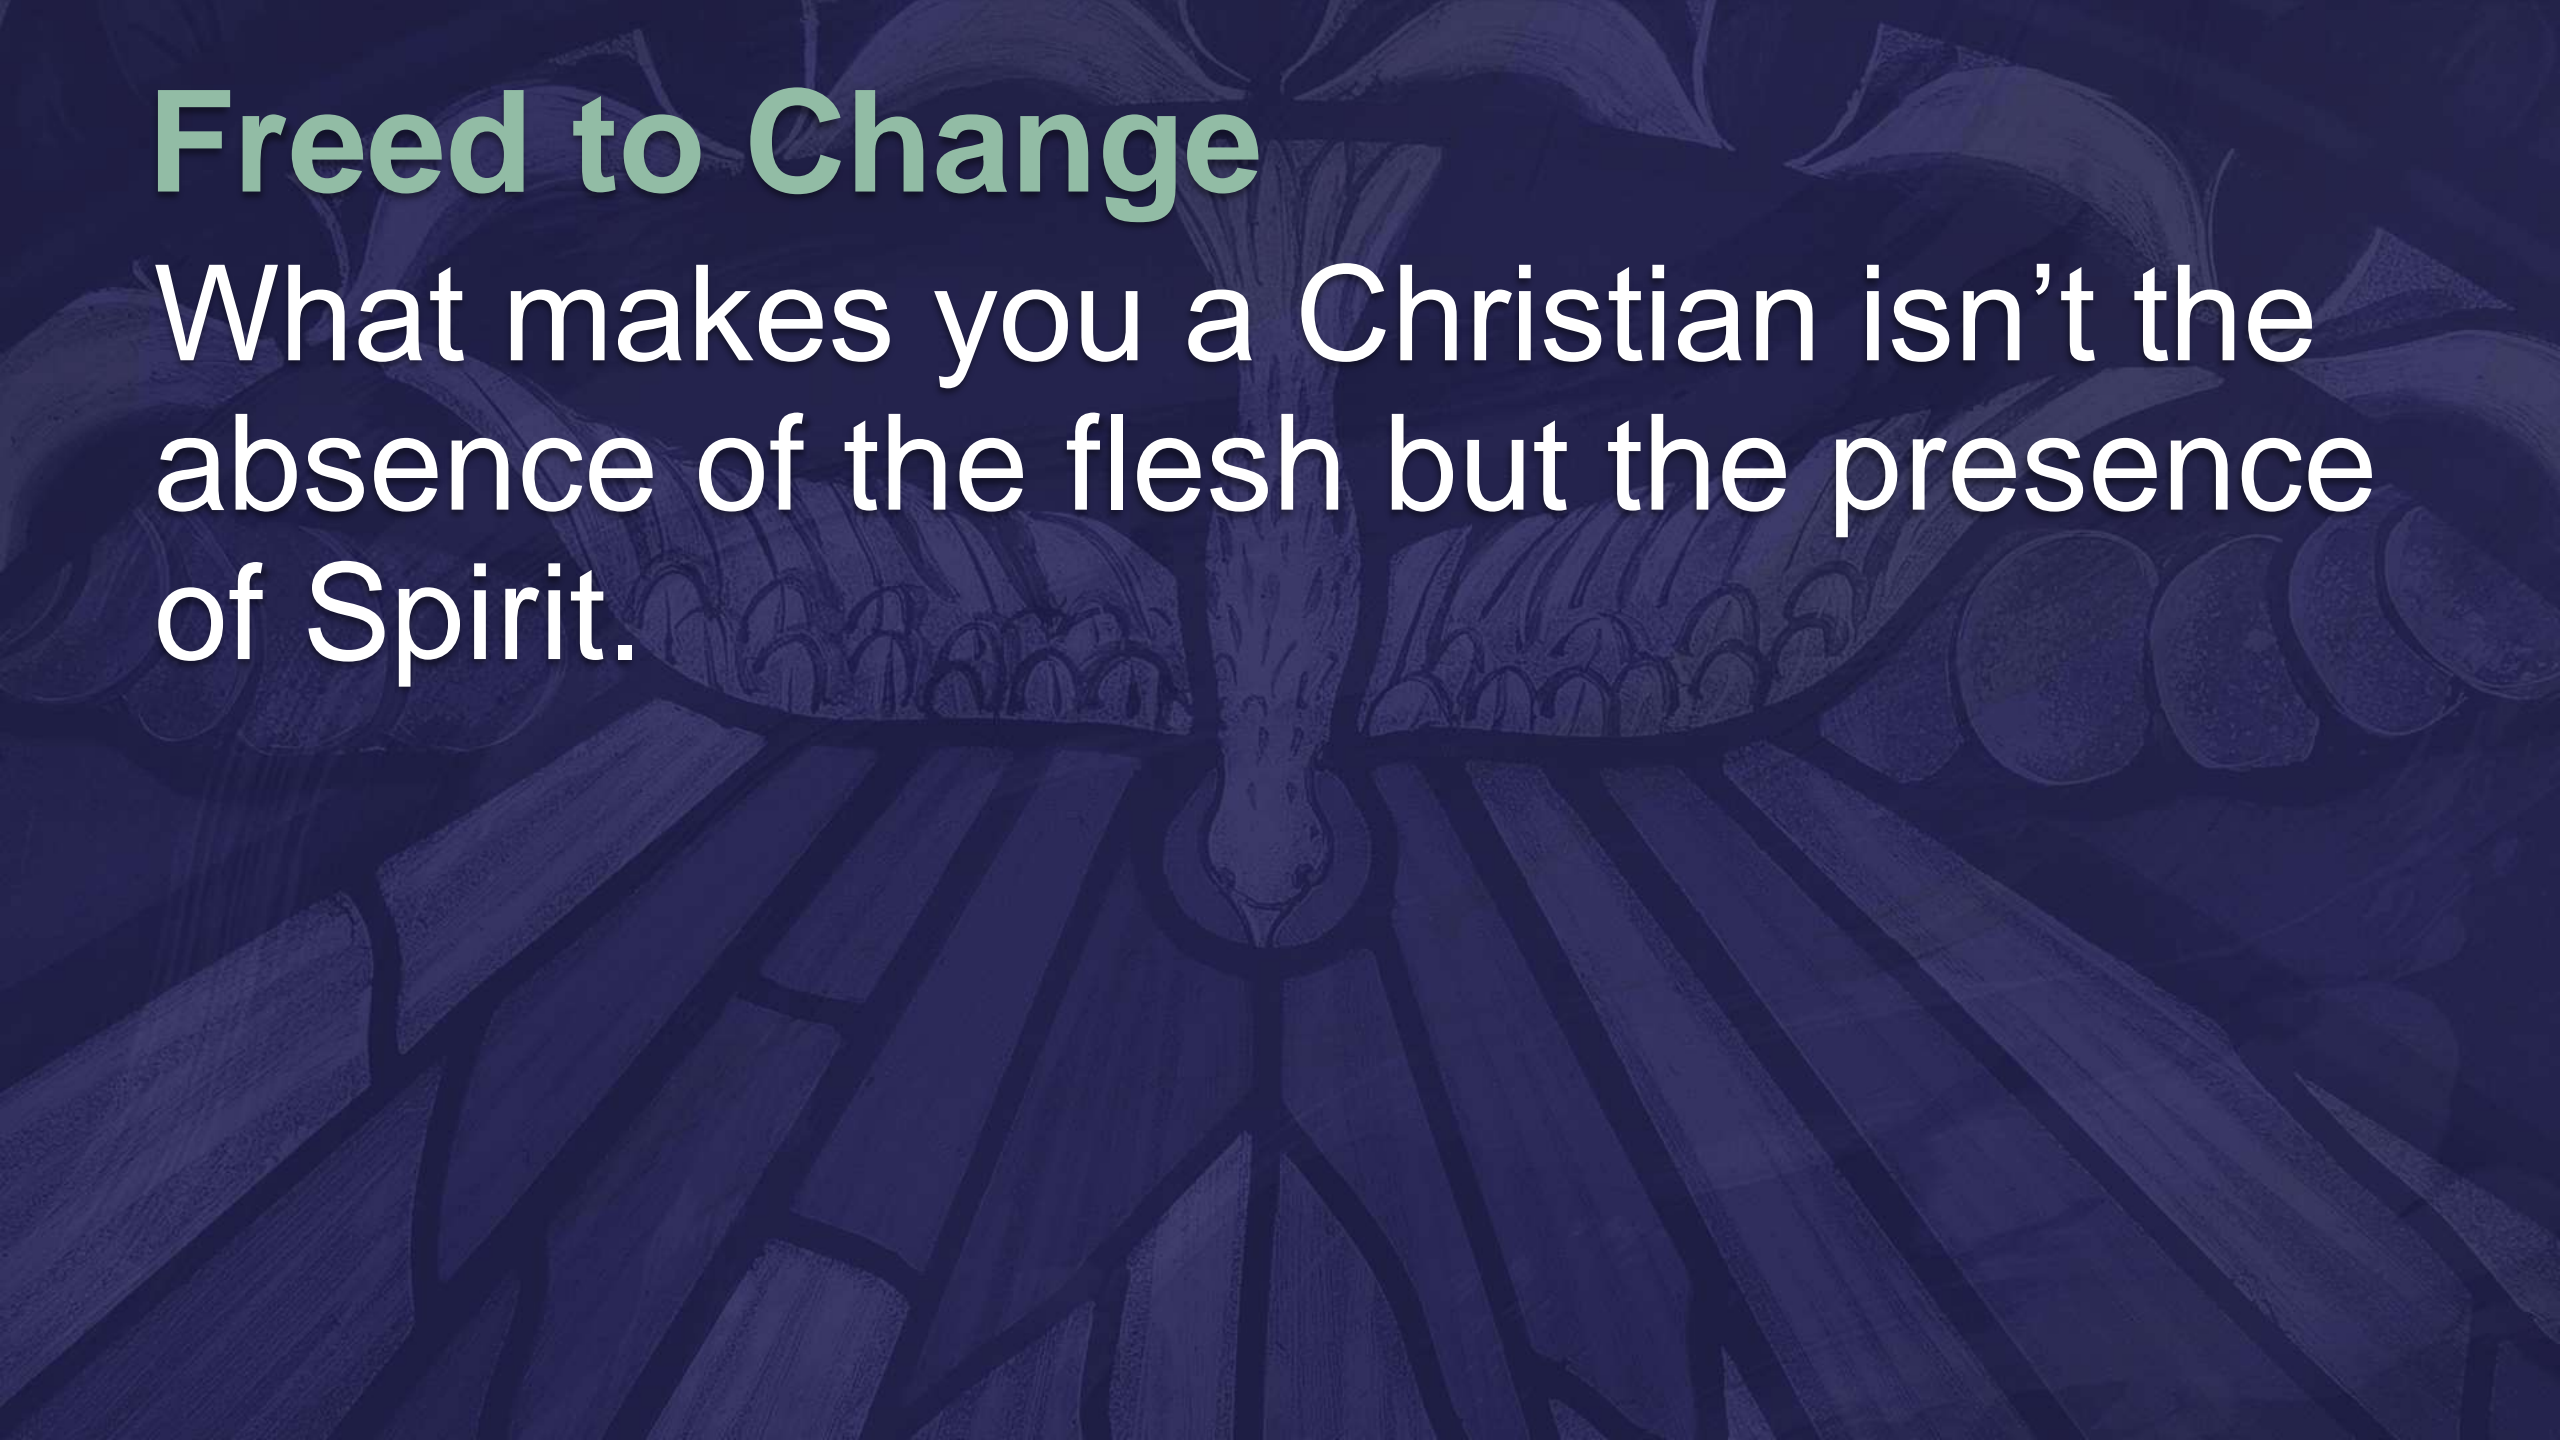 Freed to Change
What makes you a Christian isn’t the
absence of the flesh but the presence
of Spirit.